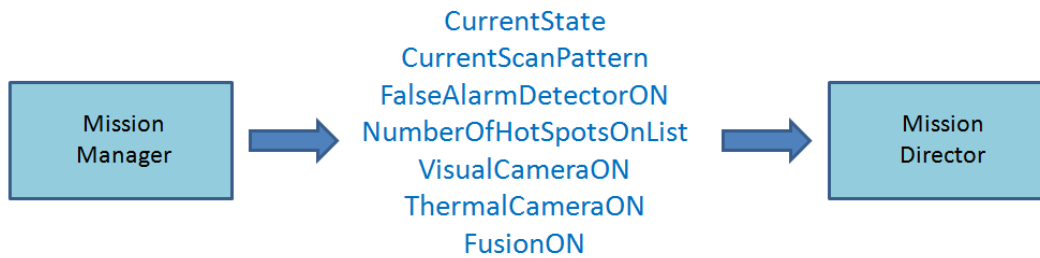 Mission
Manager
CurrentState
CurrentScanPattern
FalseAlarmDetectorON
NumberOfHotSpotsOnList
VisualCameraON
ThermalCameraON
FusionON
Mission
Director